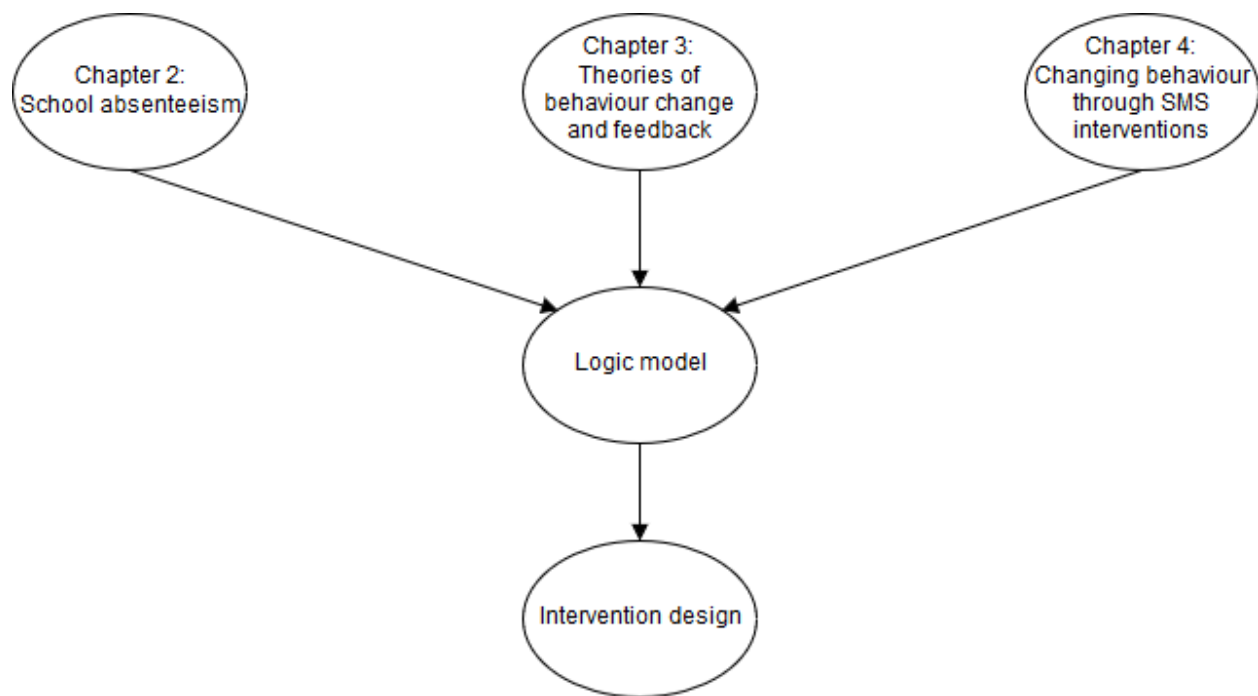 Chapter 2:
School absenteeism
Chapter 3:
Theories of
behaviour change
and feedback
Chapter 4:
Changing behaviour
through SMS
interventions
Logic model
Intervention design